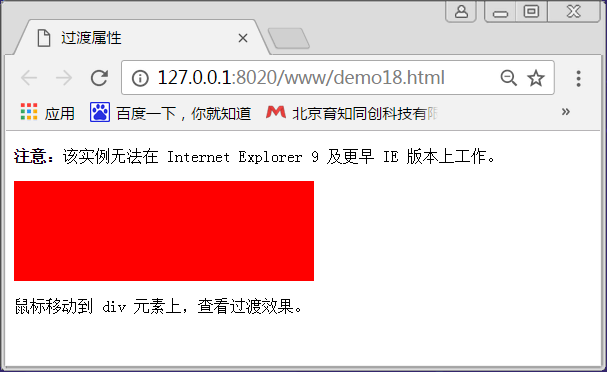 过渡属性
127.0.0.1:8020/www/demo18.html
应用 百度一下，你就知道 北京育知同创科技有限
注意：该实例无法在 Internet Explorer 9 及更早 IE 版本上工作。
鼠标移动到 div 元素上，查看过渡效果。